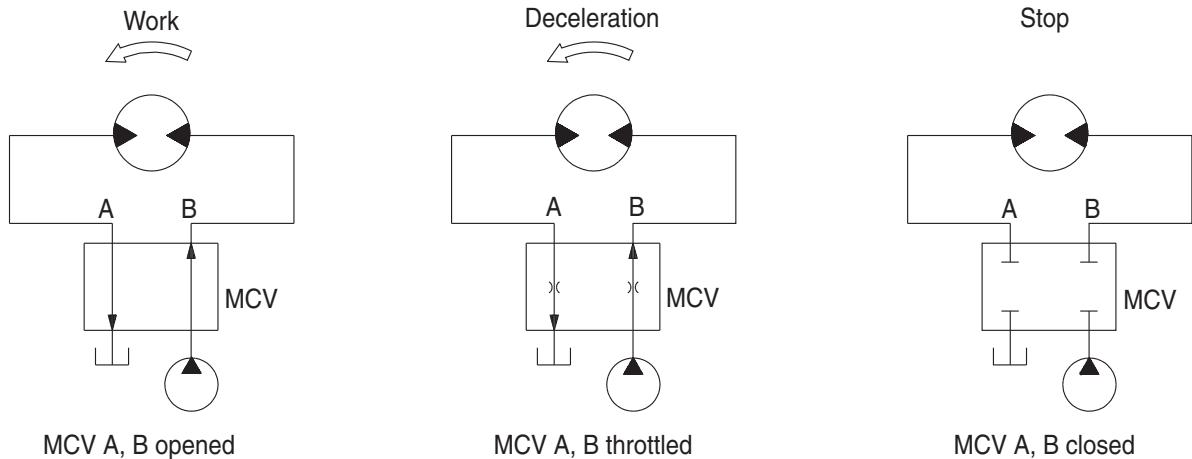 Work
A B
MCV
MCV A, B opened
Deceleration
A B
MCV
MCV A, B throttled
Stop
A B
MCV
MCV A, B closed